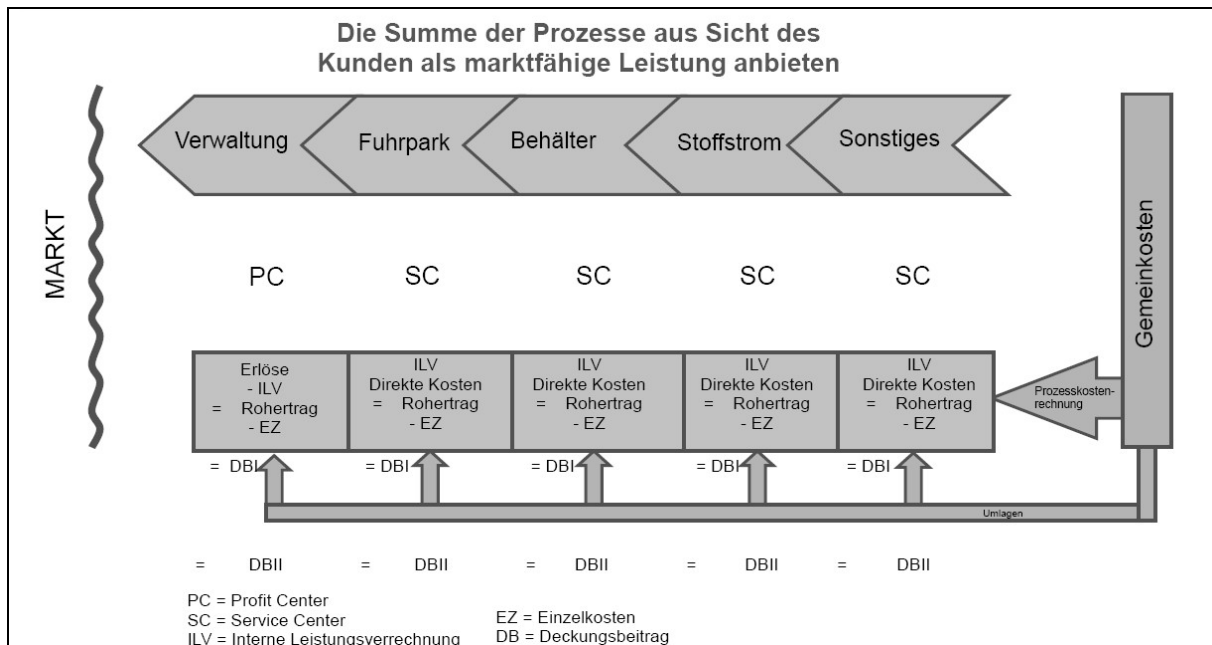 Die Summe der Prozesse aus Sicht des
Kunden als marktfähige Leistung anbieten
MARKT
Verwaltung Fuhrpark Behälter Stoffstrom Sonstiges
Gemeinkosten
PC SC SC SC SC
Erlöse
- ILV
= Rohertrag
- EZ
ILV
Direkte Kosten
= Rohertrag
- EZ
ILV
Direkte Kosten
= Rohertrag
- EZ
ILV
Direkte Kosten
= Rohertrag
- EZ
ILV
Direkte Kosten
= Rohertrag
- EZ
Prozesskosten-
rechnung
= DBI = DBI = DBI = DBI = DBI
Umlagen
= DBII = DBII = DBII = DBII = DBII
PC = Profit Center
SC = Service Center
ILV = Interne Leistungsverrechnung
EZ = Einzelkosten
DB = Deckungsbeitrag